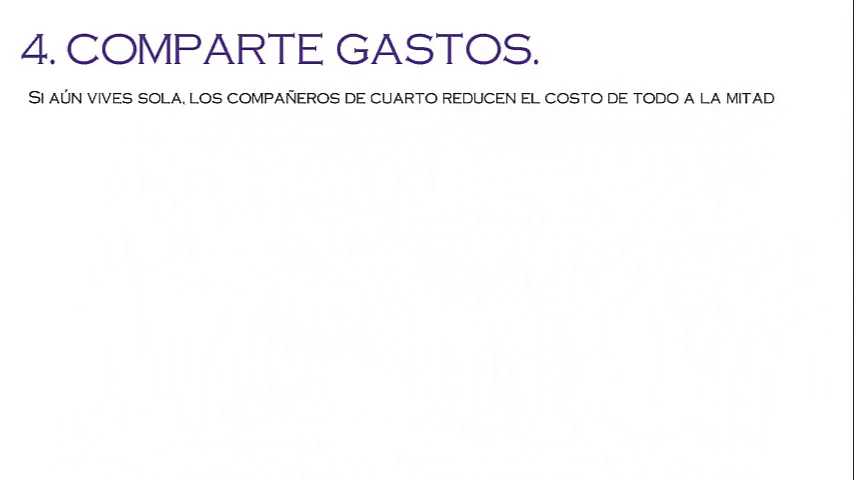 4. COMPARTE GASTOS.
SI AÚN VIVES SOLA, LOS COMPAÑEROS DE CUARTO REDUCEN EL COSTO DE TODO A LA MITAD